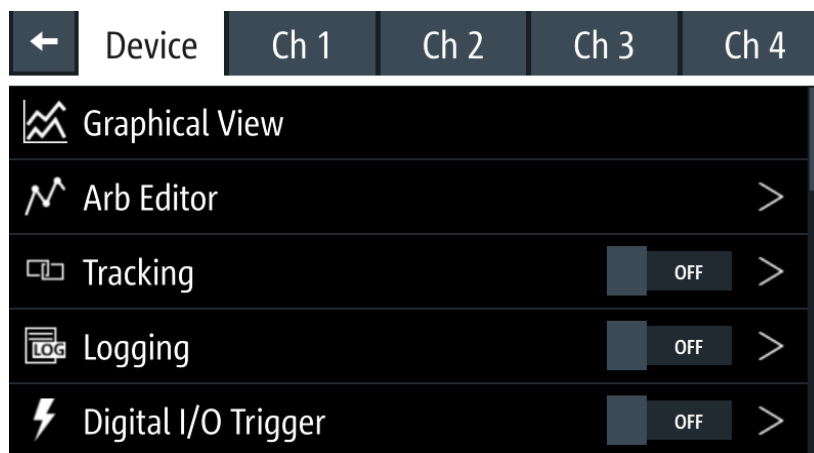 Device Ch 1 Ch 2 Ch 3 Ch 4
Graphical View
Arb Editor
Tracking OFF
LOG Logging OFF
Digital I/O Trigger OFF